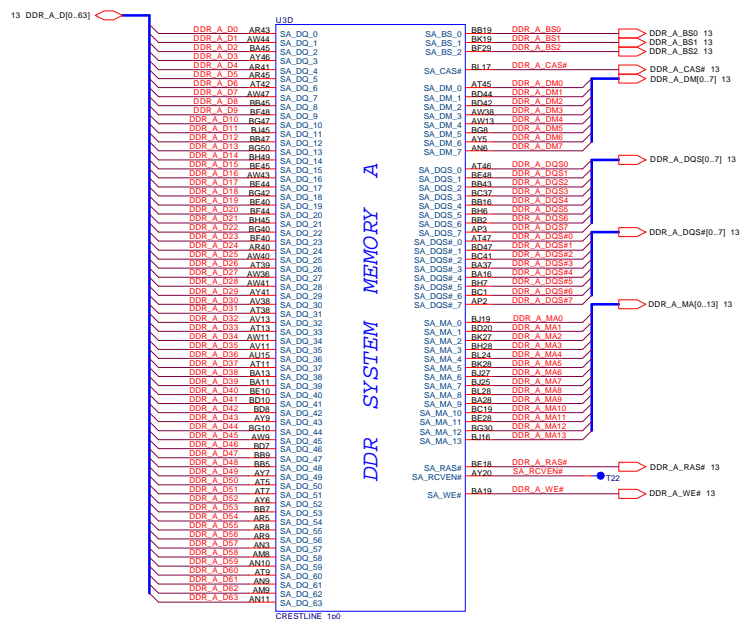 13 DDR_A_D[0..63]
U3D
DDR_A_D0 AR43 SA_DQ_0
DDR_A_D1 AW44 SA_DQ_1
DDR_A_D2 BA45 SA_DQ_2
DDR_A_D3 AY46 SA_DQ_3
DDR_A_D4 AR41 SA_DQ_4
DDR_A_D5 AR45 SA_DQ_5
DDR_A_D6 AT42 SA_DQ_6
DDR_A_D7 AW47 SA_DQ_7
DDR_A_D8 BB45 SA_DQ_8
DDR_A_D9 BF48 SA_DQ_9
DDR_A_D10 BG47 SA_DQ_10
DDR_A_D11 BJ45 SA_DQ_11
DDR_A_D12 BB47 SA_DQ_12
DDR_A_D13 BG50 SA_DQ_13
DDR_A_D14 BH49 SA_DQ_14
DDR_A_D15 BE45 SA_DQ_15
DDR_A_D16 AW43 SA_DQ_16
DDR_A_D17 BE44 SA_DQ_17
DDR_A_D18 BG42 SA_DQ_18
DDR_A_D19 BE40 SA_DQ_19
DDR_A_D20 BF44 SA_DQ_20
DDR_A_D21 BH45 SA_DQ_21
DDR_A_D22 BG40 SA_DQ_22
DDR_A_D23 BF40 SA_DQ_23
DDR_A_D24 AR40 SA_DQ_24
DDR_A_D25 AW40 SA_DQ_25
DDR_A_D26 AT39 SA_DQ_26
DDR_A_D27 AW36 SA_DQ_27
DDR_A_D28 AW41 SA_DQ_28
DDR_A_D29 AY41 SA_DQ_29
DDR_A_D30 AV38 SA_DQ_30
DDR_A_D31 AT38 SA_DQ_31
DDR_A_D32 AV13 SA_DQ_32
DDR_A_D33 AT13 SA_DQ_33
DDR_A_D34 AW11 SA_DQ_34
DDR_A_D35 AV11 SA_DQ_35
DDR_A_D36 AU15 SA_DQ_36
DDR_A_D37 AT11 SA_DQ_37
DDR_A_D38 BA13 SA_DQ_38
DDR_A_D39 BA11 SA_DQ_39
DDR_A_D40 BE10 SA_DQ_40
DDR_A_D41 BD10 SA_DQ_41
DDR_A_D42 BD8 SA_DQ_42
DDR_A_D43 AY9 SA_DQ_43
DDR_A_D44 BG10 SA_DQ_44
DDR_A_D45 AW9 SA_DQ_45
DDR_A_D46 BD7 SA_DQ_46
DDR_A_D47 BB9 SA_DQ_47
DDR_A_D48 BB5 SA_DQ_48
DDR_A_D49 AY7 SA_DQ_49
DDR_A_D50 AT5 SA_DQ_50
DDR_A_D51 AT7 SA_DQ_51
DDR_A_D52 AY6 SA_DQ_52
DDR_A_D53 BB7 SA_DQ_53
DDR_A_D54 AR5 SA_DQ_54
DDR_A_D55 AR8 SA_DQ_55
DDR_A_D56 AR9 SA_DQ_56
DDR_A_D57 AN3 SA_DQ_57
DDR_A_D58 AM8 SA_DQ_58
DDR_A_D59 AN10 SA_DQ_59
DDR_A_D60 AT9 SA_DQ_60
DDR_A_D61 AN9 SA_DQ_61
DDR_A_D62 AM9 SA_DQ_62
DDR_A_D63 AN11 SA_DQ_63
CRESTLINE_1p0
DDR SYSTEM MEMORY A
SA_BS_0 BB19 DDR_A_BS0 DDR_A_BS0 13
SA_BS_1 BK19 DDR_A_BS1 DDR_A_BS1 13
SA_BS_2 BF29 DDR_A_BS2 DDR_A_BS2 13
SA_CAS# BL17 DDR_A_CAS# DDR_A_CAS# 13
DDR_A_DM[0..7] 13
SA_DM_0 AT45 DDR_A_DM0
SA_DM_1 BD44 DDR_A_DM1
SA_DM_2 BD42 DDR_A_DM2
SA_DM_3 AW38 DDR_A_DM3
SA_DM_4 AW13 DDR_A_DM4
SA_DM_5 BG8 DDR_A_DM5
SA_DM_6 AY5 DDR_A_DM6
SA_DM_7 AN6 DDR_A_DM7
DDR_A_DQS[0..7] 13
SA_DQS_0 AT46 DDR_A_DQS0
SA_DQS_1 BE48 DDR_A_DQS1
SA_DQS_2 BB43 DDR_A_DQS2
SA_DQS_3 BC37 DDR_A_DQS3
SA_DQS_4 BB16 DDR_A_DQS4
SA_DQS_5 BH6 DDR_A_DQS5
SA_DQS_6 BB2 DDR_A_DQS6
SA_DQS_7 AP3 DDR_A_DQS7
DDR_A_DQS#[0..7] 13
SA_DQS#_0 AT47 DDR_A_DQS#0
SA_DQS#_1 BD47 DDR_A_DQS#1
SA_DQS#_2 BC41 DDR_A_DQS#2
SA_DQS#_3 BA37 DDR_A_DQS#3
SA_DQS#_4 BA16 DDR_A_DQS#4
SA_DQS#_5 BH7 DDR_A_DQS#5
SA_DQS#_6 BC1 DDR_A_DQS#6
SA_DQS#_7 AP2 DDR_A_DQS#7
DDR_A_MA[0..13] 13
SA_MA_0 BJ19 DDR_A_MA0
SA_MA_1 BD20 DDR_A_MA1
SA_MA_2 BK27 DDR_A_MA2
SA_MA_3 BH28 DDR_A_MA3
SA_MA_4 BL24 DDR_A_MA4
SA_MA_5 BK28 DDR_A_MA5
SA_MA_6 BJ27 DDR_A_MA6
SA_MA_7 BJ25 DDR_A_MA7
SA_MA_8 BL28 DDR_A_MA8
SA_MA_9 BA28 DDR_A_MA9
SA_MA_10 BC19 DDR_A_MA10
SA_MA_11 BE28 DDR_A_MA11
SA_MA_12 BG30 DDR_A_MA12
SA_MA_13 BJ16 DDR_A_MA13
SA_RAS# BE18 DDR_A_RAS# DDR_A_RAS# 13
SA_RCVEN# AY20 SA_RCVEN# T22
SA_WE# BA19 DDR_A_WE# DDR_A_WE# 13